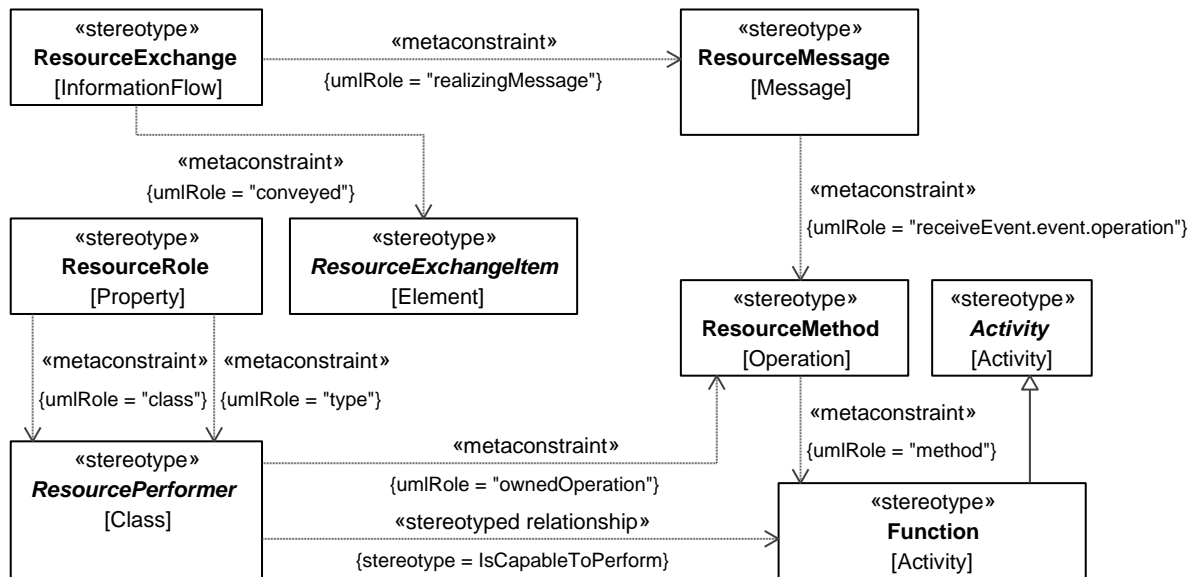 «stereotype»
ResourceExchange
[InformationFlow]
«metaconstraint»
{umlRole = "realizingMessage"}
«stereotype»
ResourceMessage
[Message]
«metaconstraint»
{umlRole = "conveyed"}
«metaconstraint»
{umlRole = "receiveEvent.event.operation"}
«stereotype»
ResourceRole
[Property]
«stereotype»
ResourceExchangeItem
[Element]
«stereotype»
ResourceMethod
[Operation]
«stereotype»
Activity
[Activity]
«metaconstraint»
{umlRole = "class"}
«metaconstraint»
{umlRole = "type"}
«metaconstraint»
{umlRole = "method"}
«stereotype»
ResourcePerformer
[Class]
«metaconstraint»
{umlRole = "ownedOperation"}
«stereotyped relationship»
{stereotype = IsCapableToPerform}
«stereotype»
Function
[Activity]